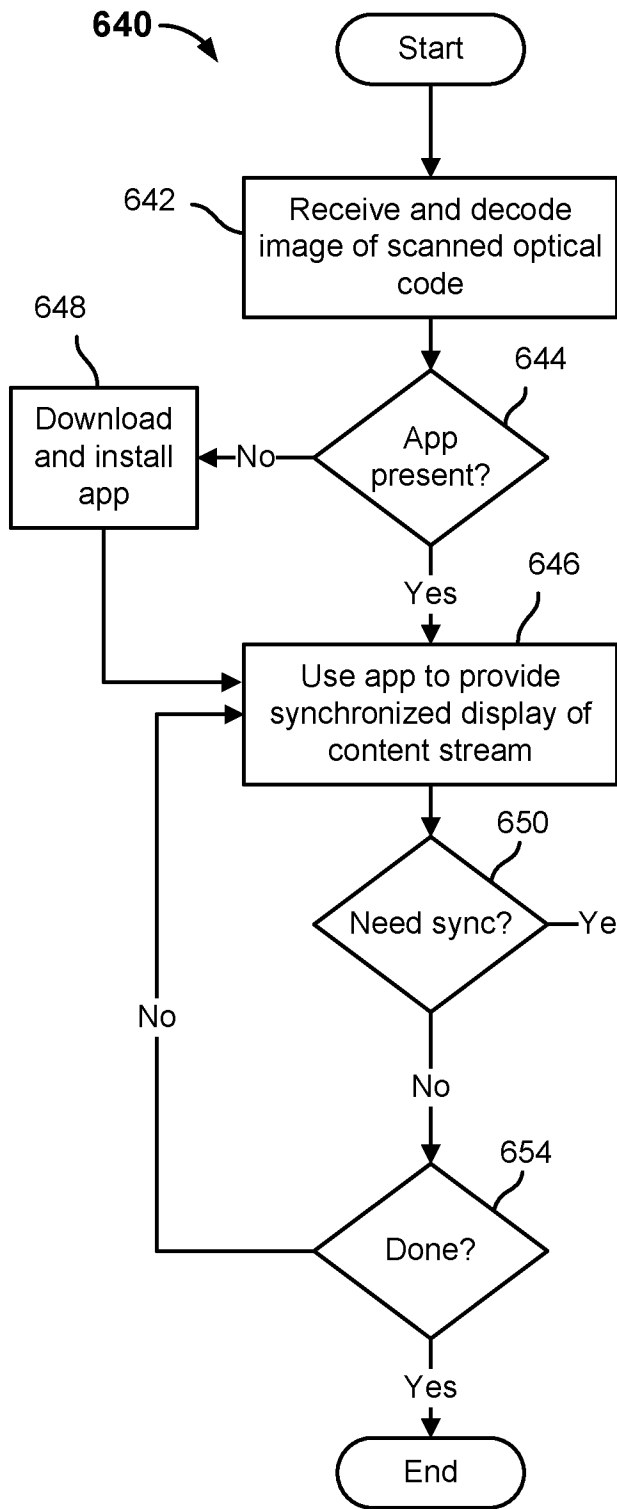 640
Start
642
Receive and decode
image of scanned optical
code
648
644
Download
and install
app
No
App
present?
Yes
646
Use app to provide
synchronized display of
content stream
650
Need sync?
Ye
No
No
654
Done?
Yes
End